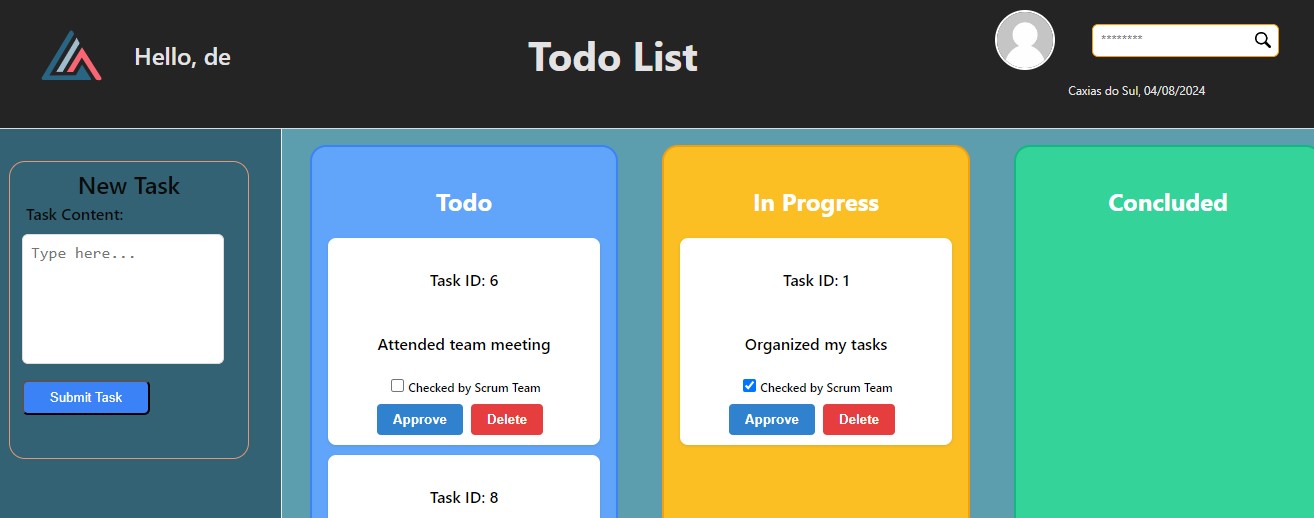 Hello, de
Todo List
********
Caxias do Sul, 04/08/2024
New Task
Task Content:
Type here...
Submit Task
Todo
Task ID: 6
Attended team meeting
Checked by Scrum Team
Approve Delete
Task ID: 8
In Progress
Task ID: 1
Organized my tasks
Checked by Scrum Team
Approve Delete
Concluded